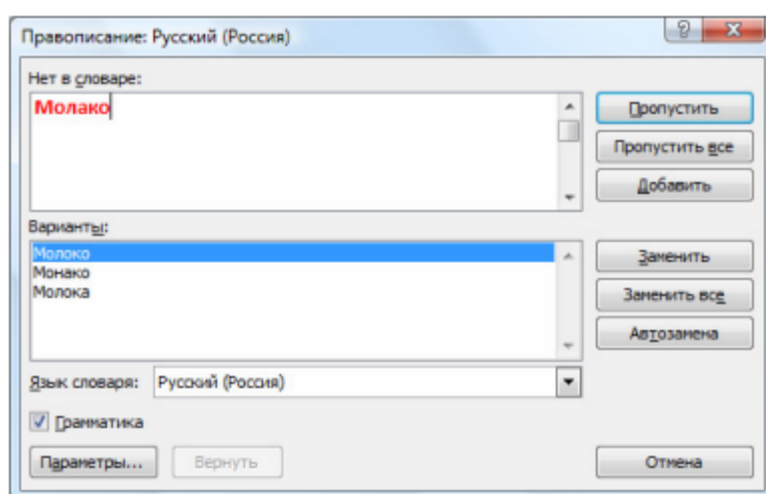 Правописание: Русский (Россия)
Нет в словаре:
Молако
Пропустить
Пропустить все
Добавить
Варианты:
Молоко
Монако
Молока
Заменить
Заменить все
Автозамена
Язык словаря: Русский (Россия)
Грамматика
Параметры... Вернуть Отмена